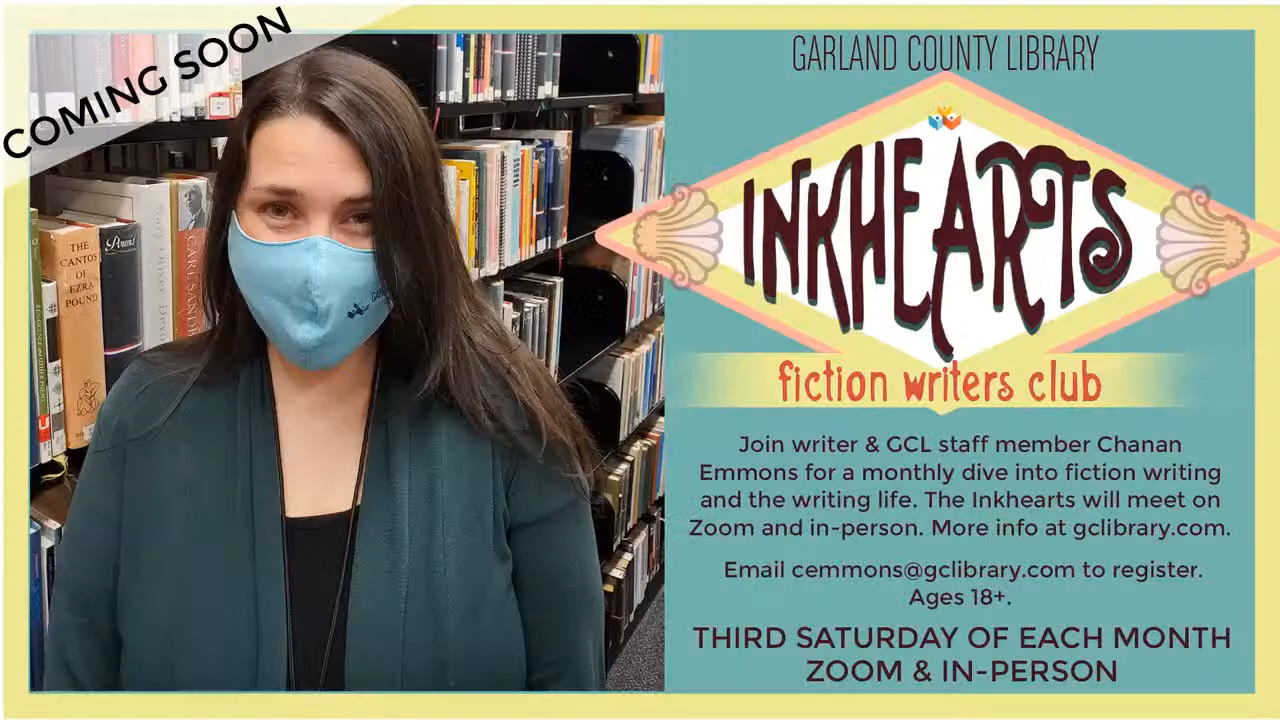 COMING SOON
THE
CANTOS
OF
EZRA
POUND
Pound
CARL SANDB
GARLAND COUNTY LIBRARY
INKHEARTS
fiction writers club
Join writer & GCL staff member Chanan
Emmons for a monthly dive into fiction writing
and the writing life. The Inkhearts will meet on
Zoom and in-person. More info at gclibrary.com.
Email cemmons@gclibrary.com to register.
Ages 18+.
THIRD SATURDAY OF EACH MONTH
ZOOM & IN-PERSON